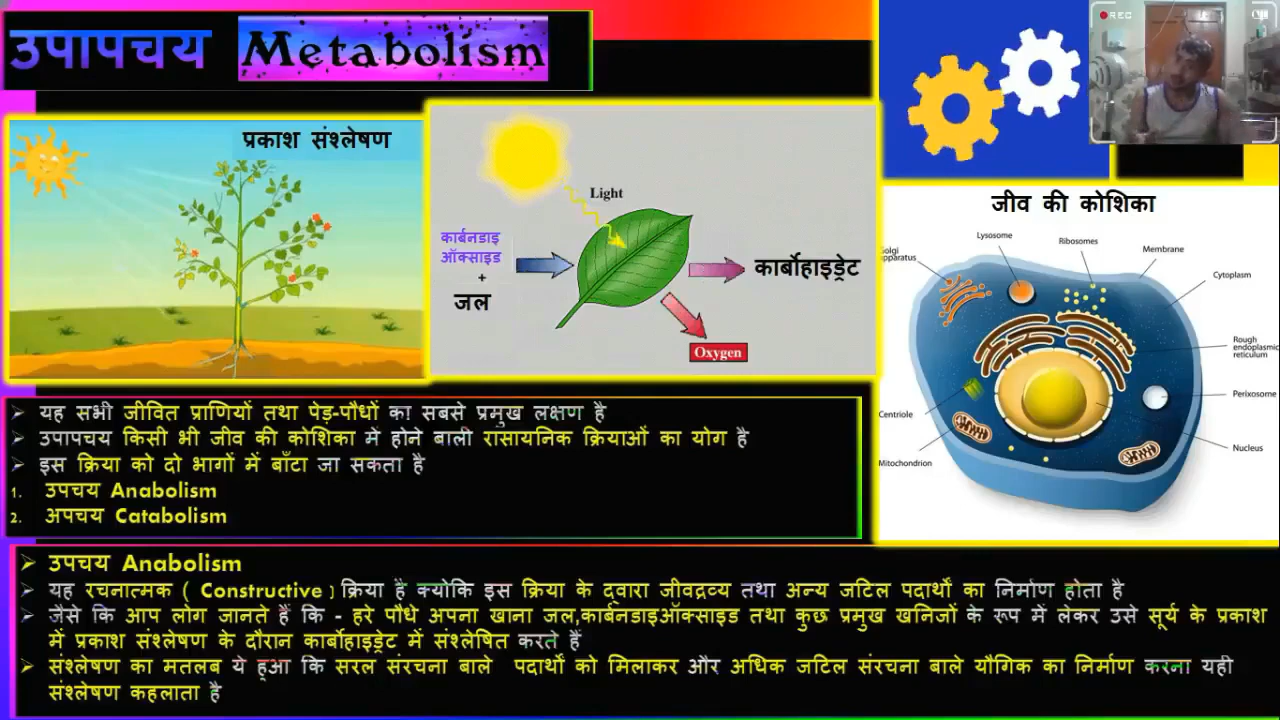 उपापचय Metabolism
REC
प्रकाश संश्लेषण
Light
कार्बनडाइ
ऑक्साइड
+
जल
कार्बोहाइड्रेट
Oxygen
जीव की कोशिका
Lysosome
Ribosomes
Membrane
Golgi
apparatus
Cytoplasm
Rough
endoplasmic
reticulum
Perixosome
Centriole
Nucleus
Mitochondrion
➢ यह सभी जीवित प्राणियों तथा पेड़-पौधों का सबसे प्रमुख लक्षण है
➢ उपापचय किसी भी जीव की कोशिका में होने बाली रासायनिक क्रियाओं का योग है
➢ इस क्रिया को दो भागों में बाँटा जा सकता है
1. उपचय Anabolism
2. अपचय Catabolism
➢ उपचय Anabolism
➢ यह रचनात्मक ( Constructive ) क्रिया है क्योकि इस क्रिया के द्वारा जीवद्रव्य तथा अन्य जटिल पदार्थों का निर्माण होता है
➢ जैसे कि आप लोग जानते हैं कि - हरे पौधे अपना खाना जल,कार्बनडाइऑक्साइड तथा कुछ प्रमुख खनिजों के रूप में लेकर उसे सूर्य के प्रकाश
में प्रकाश संश्लेषण के दौरान कार्बोहाइड्रेट में संश्लेषित करते हैं
➢ संश्लेषण का मतलब ये हुआ कि सरल संरचना बाले पदार्थों को मिलाकर और अधिक जटिल संरचना बाले यौगिक का निर्माण करना यही
संश्लेषण कहलाता है